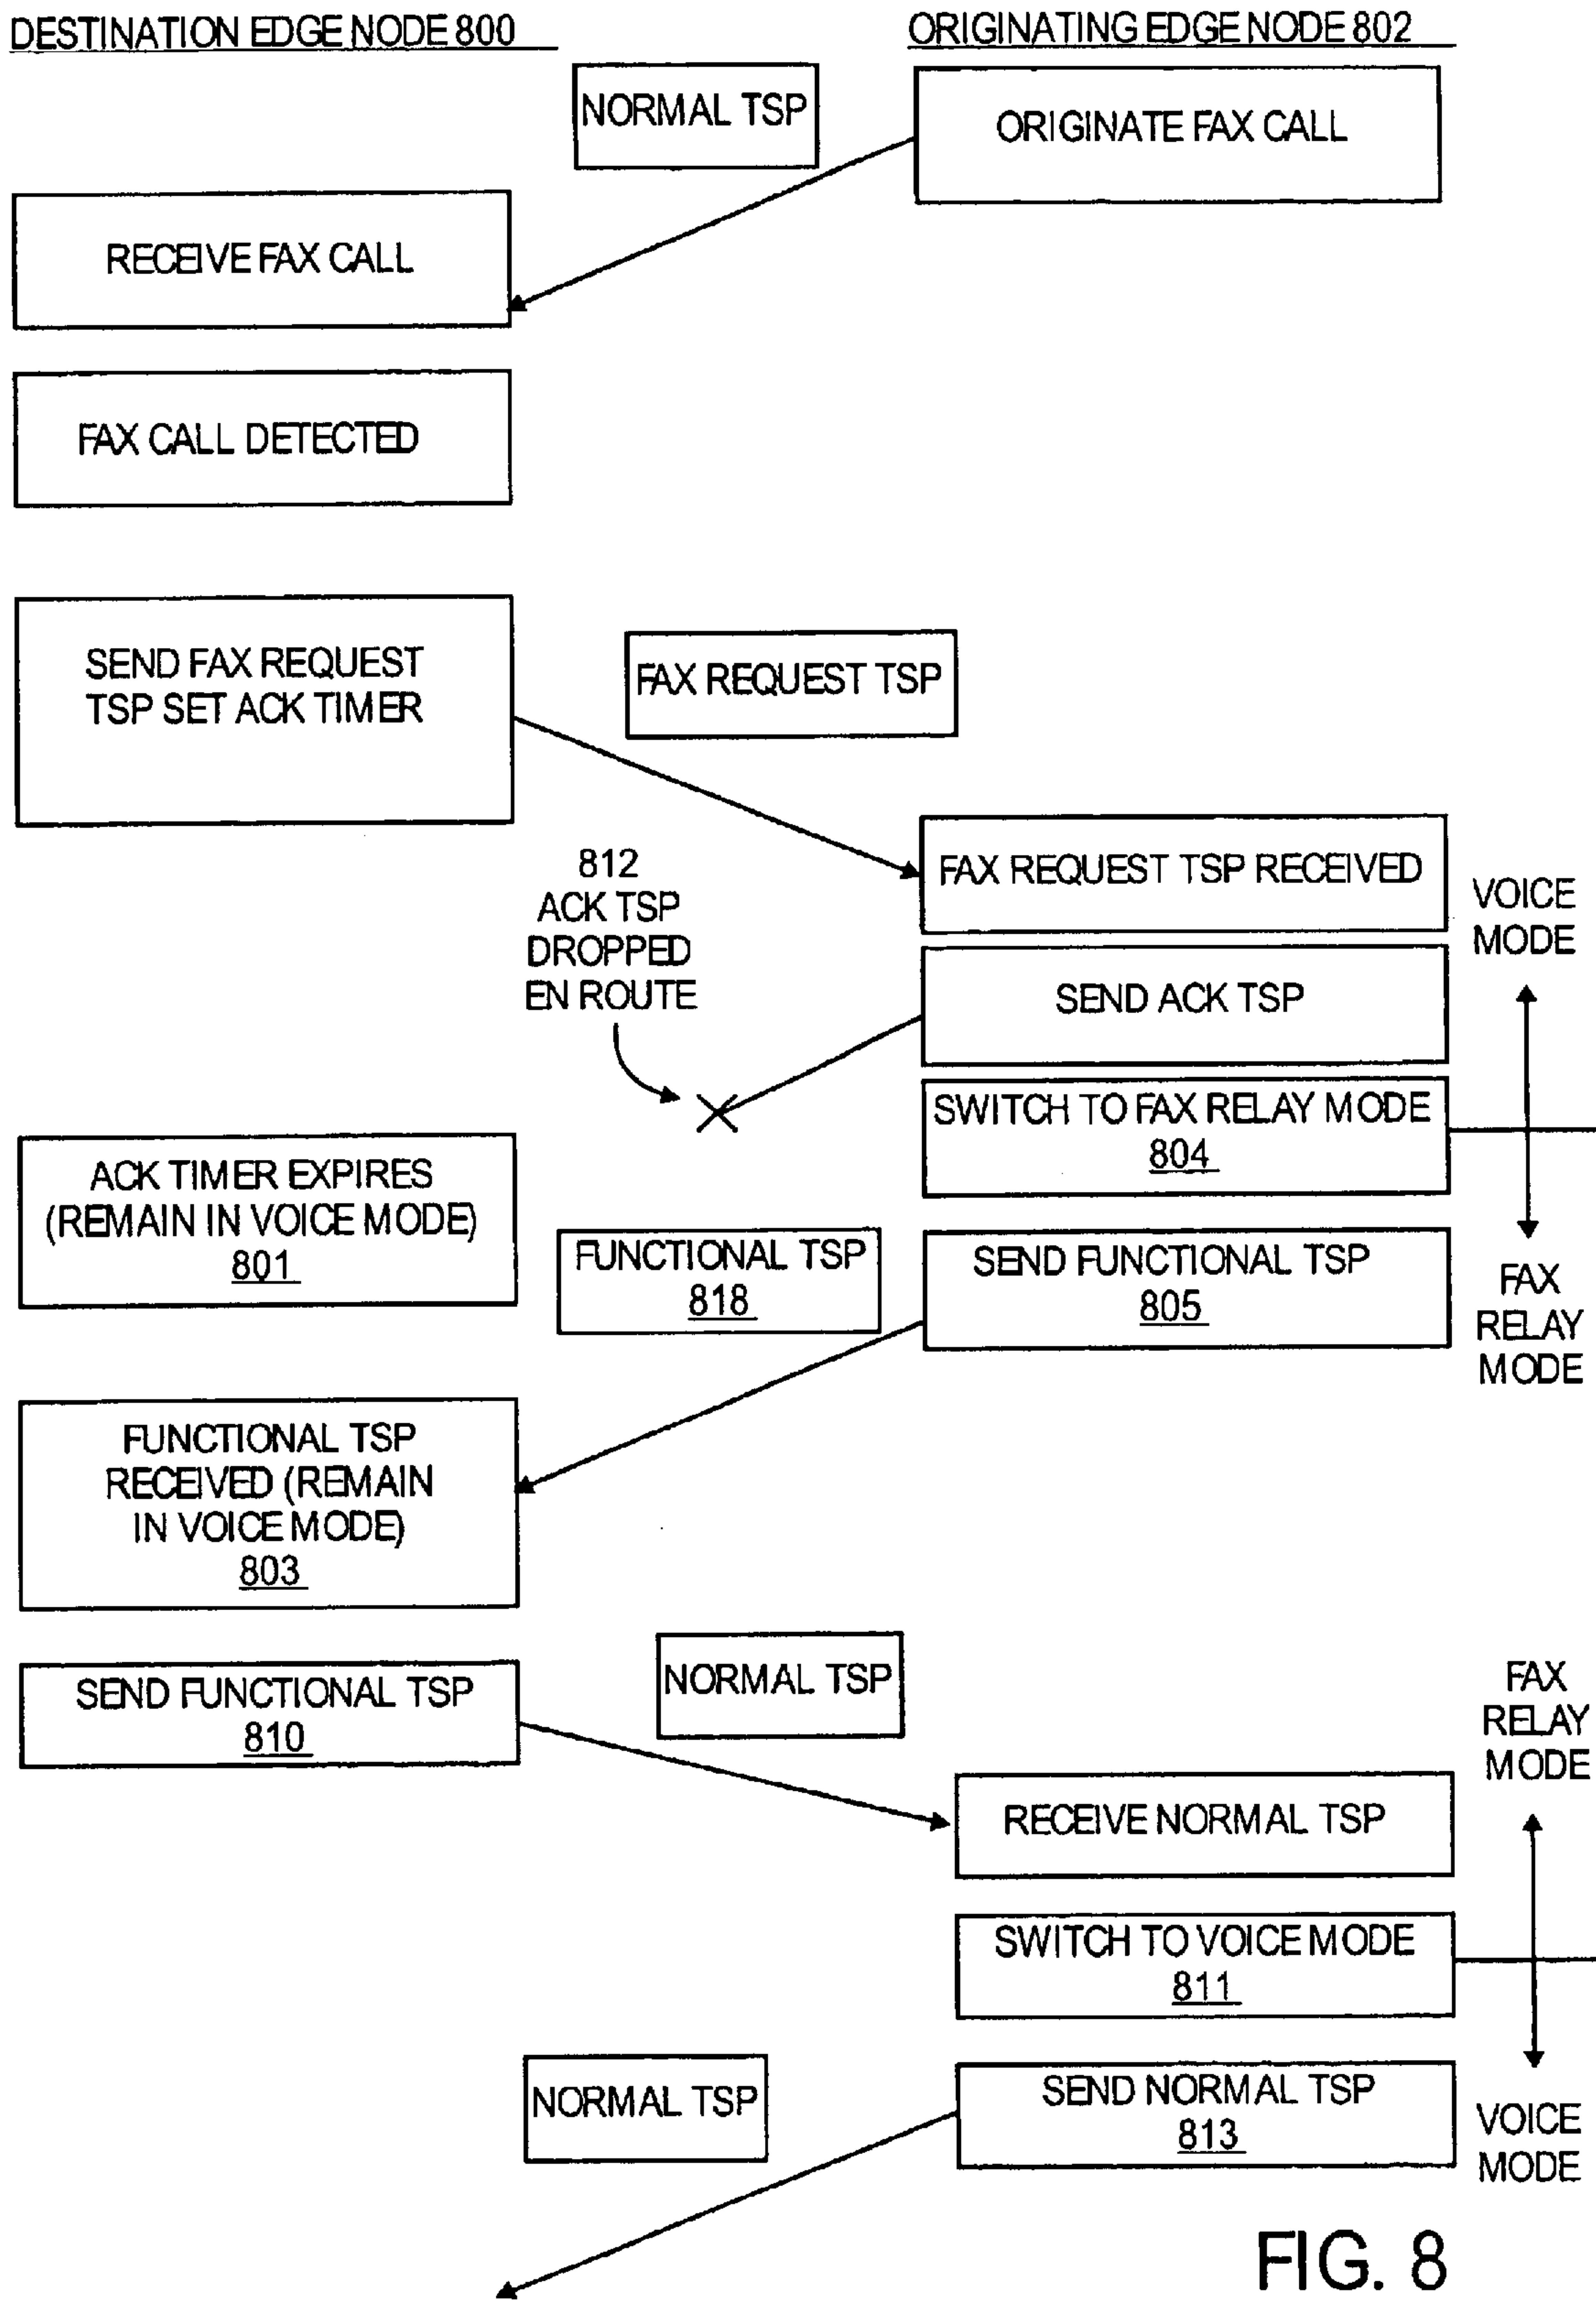 DESTINATION EDGE NODE 800
ORIGINATING EDGE NODE 802
NORMAL TSP
ORIGINATE FAX CALL
RECEIVE FAX CALL
FAX CALL DETECTED
SEND FAX REQUEST
TSP SET ACK TIMER
FAX REQUEST TSP
FAX REQUEST TSP RECEIVED
VOICE
MODE
812
ACK TSP
DROPPED
EN ROUTE
SEND ACK TSP
SWITCH TO FAX RELAY MODE
804
ACK TIMER EXPIRES
(REMAIN IN VOICE MODE)
801
FUNCTIONAL TSP
818
SEND FUNCTIONAL TSP
805
FAX
RELAY
MODE
FUNCTIONAL TSP
RECEIVED (REMAIN
IN VOICE MODE)
803
SEND FUNCTIONAL TSP
810
NORMAL TSP
FAX
RELAY
MODE
RECEIVE NORMAL TSP
SWITCH TO VOICE MODE
811
NORMAL TSP
SEND NORMAL TSP
813
VOICE
MODE
FIG. 8